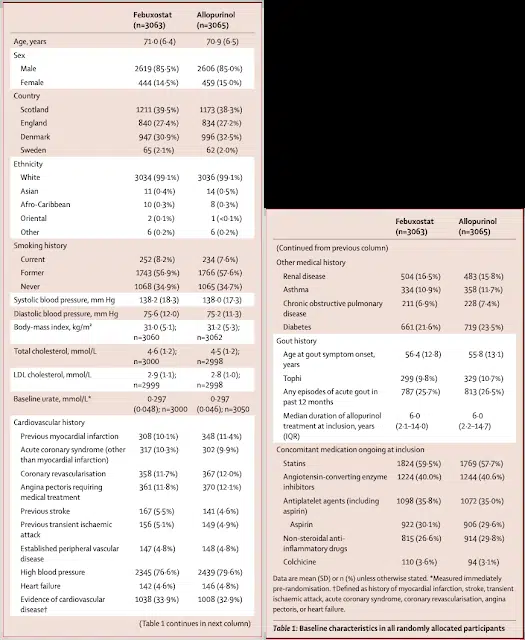 Febuxostat Allopurinol
(n=3063) (n=3065)
Age, years 71·0 (6·4) 70·9 (6·5)
Sex
Male 2619 (85·5%) 2606 (85·0%)
Female 444 (14·5%) 459 (15·0%)
Country
Scotland 1211 (39·5%) 1173 (38·3%)
England 840 (27·4%) 834 (27·2%)
Denmark 947 (30·9%) 996 (32·5%)
Sweden 65 (2·1%) 62 (2·0%)
Ethnicity
White 3034 (99·1%) 3036 (99·1%)
Asian 11 (0·4%) 14 (0·5%)
Afro-Caribbean 10 (0·3%) 8 (0·3%)
Oriental 2 (0·1%) 1 (<0·1%)
Other 6 (0·2%) 6 (0·2%)
Smoking history
Current 252 (8·2%) 234 (7·6%)
Former 1743 (56·9%) 1766 (57·6%)
Never 1068 (34·9%) 1065 (34·7%)
Systolic blood pressure, mm Hg 138·2 (18·3) 138·0 (17·3)
Diastolic blood pressure, mm Hg 75·6 (12·0) 75·2 (11·3)
Body-mass index, kg/m² 31·0 (5·1); 31·2 (5·3);
n=3060 n=3062
Total cholesterol, mmol/L 4·6 (1·2); 4·5 (1·2);
n=3000 n=2998
LDL cholesterol, mmol/L 2·9 (1·1); 2·8 (1·0);
n=2999 n=2998
Baseline urate, mmol/L* 0·297 0·297
(0·048); n=3000 (0·046); n=3050
Cardiovascular history
Previous myocardial infarction 308 (10·1%) 348 (11·4%)
Acute coronary syndrome (other 317 (10·3%) 302 (9·9%)
than myocardial infarction)
Coronary revascularisation 358 (11·7%) 367 (12·0%)
Angina pectoris requiring 361 (11·8%) 370 (12·1%)
medical treatment
Previous stroke 167 (5·5%) 141 (4·6%)
Previous transient ischaemic 156 (5·1%) 149 (4·9%)
attack
Established peripheral vascular 147 (4·8%) 148 (4·8%)
disease
High blood pressure 2345 (76·6%) 2439 (79·6%)
Heart failure 142 (4·6%) 146 (4·8%)
Evidence of cardiovascular 1038 (33·9%) 1008 (32·9%)
disease†
(Table 1 continues in next column)
Febuxostat Allopurinol
(n=3063) (n=3065)
(Continued from previous column)
Other medical history
Renal disease 504 (16·5%) 483 (15·8%)
Asthma 334 (10·9%) 358 (11·7%)
Chronic obstructive pulmonary 211 (6·9%) 228 (7·4%)
disease
Diabetes 661 (21·6%) 719 (23·5%)
Gout history
Age at gout symptom onset, 56·4 (12·8) 55·8 (13·1)
years
Tophi 299 (9·8%) 329 (10·7%)
Any episodes of acute gout in 787 (25·7%) 813 (26·5%)
past 12 months
Median duration of allopurinol 6·0 6·0
treatment at inclusion, years (2·1–14·0) (2·2–14·7)
(IQR)
Concomitant medication ongoing at inclusion
Statins 1824 (59·5%) 1769 (57·7%)
Angiotensin-converting enzyme 1224 (40·0%) 1244 (40·6%)
inhibitors
Antiplatelet agents (including 1098 (35·8%) 1072 (35·0%)
aspirin)
Aspirin 922 (30·1%) 906 (29·6%)
Non-steroidal anti- 815 (26·6%) 914 (29·8%)
inflammatory drugs
Colchicine 110 (3·6%) 94 (3·1%)
Data are mean (SD) or n (%) unless otherwise stated. *Measured immediately
pre-randomisation. †Defined as history of myocardial infarction, stroke, transient
ischaemic attack, acute coronary syndrome, coronary revascularisation, angina
pectoris, or heart failure.
Table 1: Baseline characteristics in all randomly allocated participants